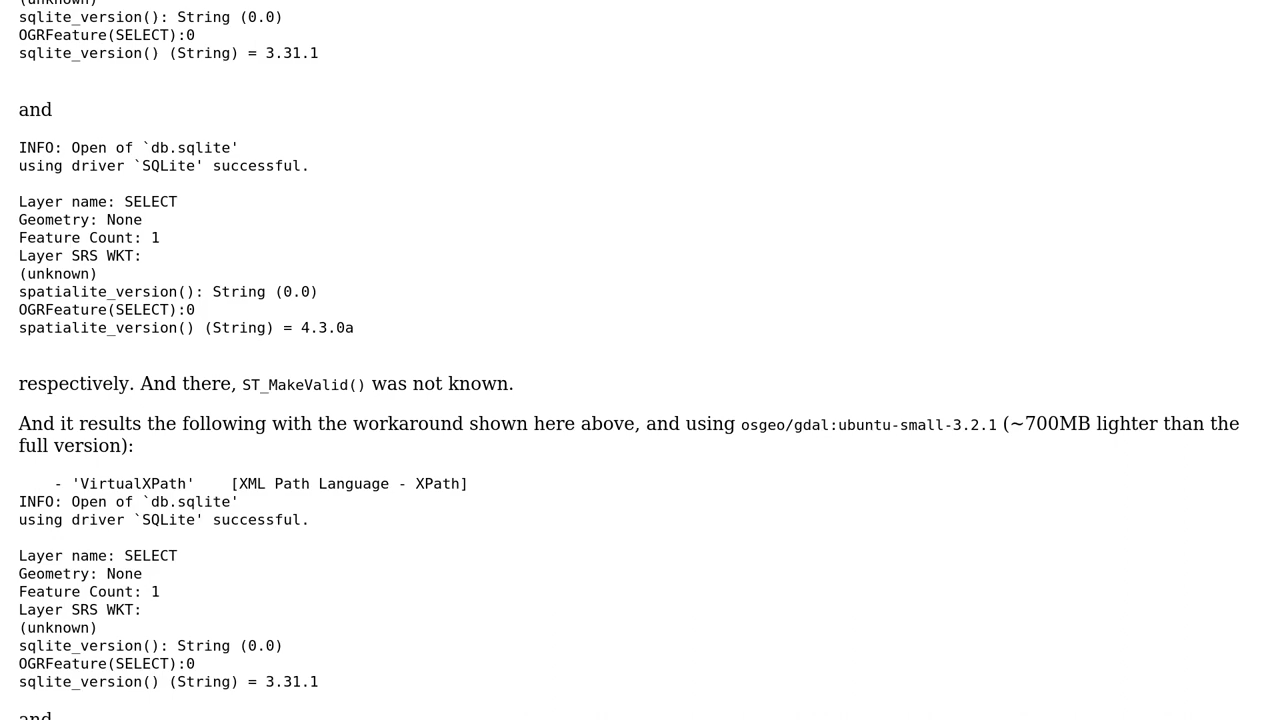 (unknown)
sqlite_version(): String (0.0)
OGRFeature(SELECT):0
sqlite_version() (String) = 3.31.1
and
INFO: Open of `db.sqlite'
using driver `SQLite' successful.
Layer name: SELECT
Geometry: None
Feature Count: 1
Layer SRS WKT:
(unknown)
spatialite_version(): String (0.0)
OGRFeature(SELECT):0
spatialite_version() (String) = 4.3.0a
respectively. And there, ST_MakeValid() was not known.
And it results the following with the workaround shown here above, and using osgeo/gdal:ubuntu-small-3.2.1 (~700MB lighter than the
full version):
- 'VirtualXPath'    [XML Path Language - XPath]
INFO: Open of `db.sqlite'
using driver `SQLite' successful.
Layer name: SELECT
Geometry: None
Feature Count: 1
Layer SRS WKT:
(unknown)
sqlite_version(): String (0.0)
OGRFeature(SELECT):0
sqlite_version() (String) = 3.31.1
and